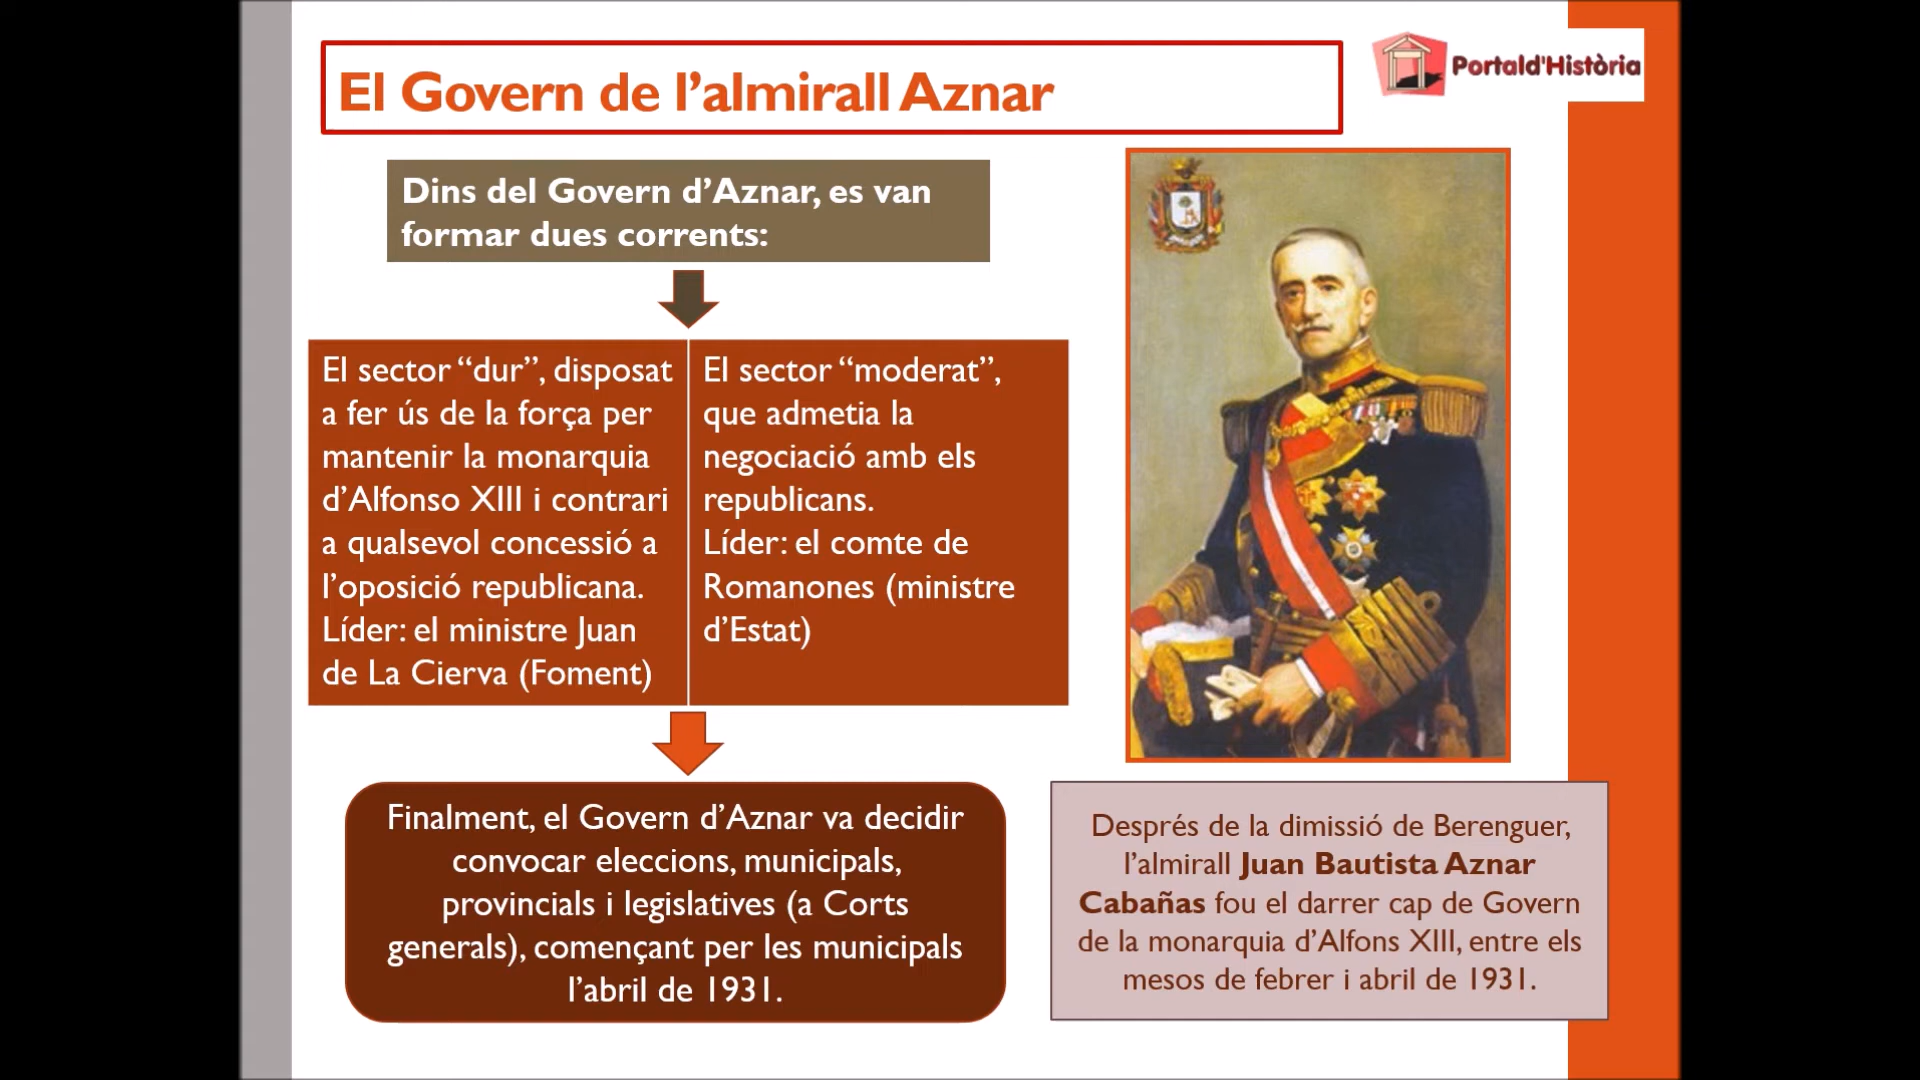 El Govern de l’almirall Aznar
Portald'Història
Dins del Govern d’Aznar, es van
formar dues corrents:
El sector “dur”, disposat
a fer ús de la força per
mantenir la monarquia
d’Alfonso XIII i contrari
a qualsevol concessió a
l’oposició republicana.
Líder: el ministre Juan
de La Cierva (Foment)
El sector “moderat”,
que admetia la
negociació amb els
republicans.
Líder: el comte de
Romanones (ministre
d’Estat)
Finalment, el Govern d’Aznar va decidir
convocar eleccions, municipals,
provincials i legislatives (a Corts
generals), començant per les municipals
l’abril de 1931.
Després de la dimissió de Berenguer,
l’almirall Juan Bautista Aznar
Cabañas fou el darrer cap de Govern
de la monarquia d’Alfons XIII, entre els
mesos de febrer i abril de 1931.